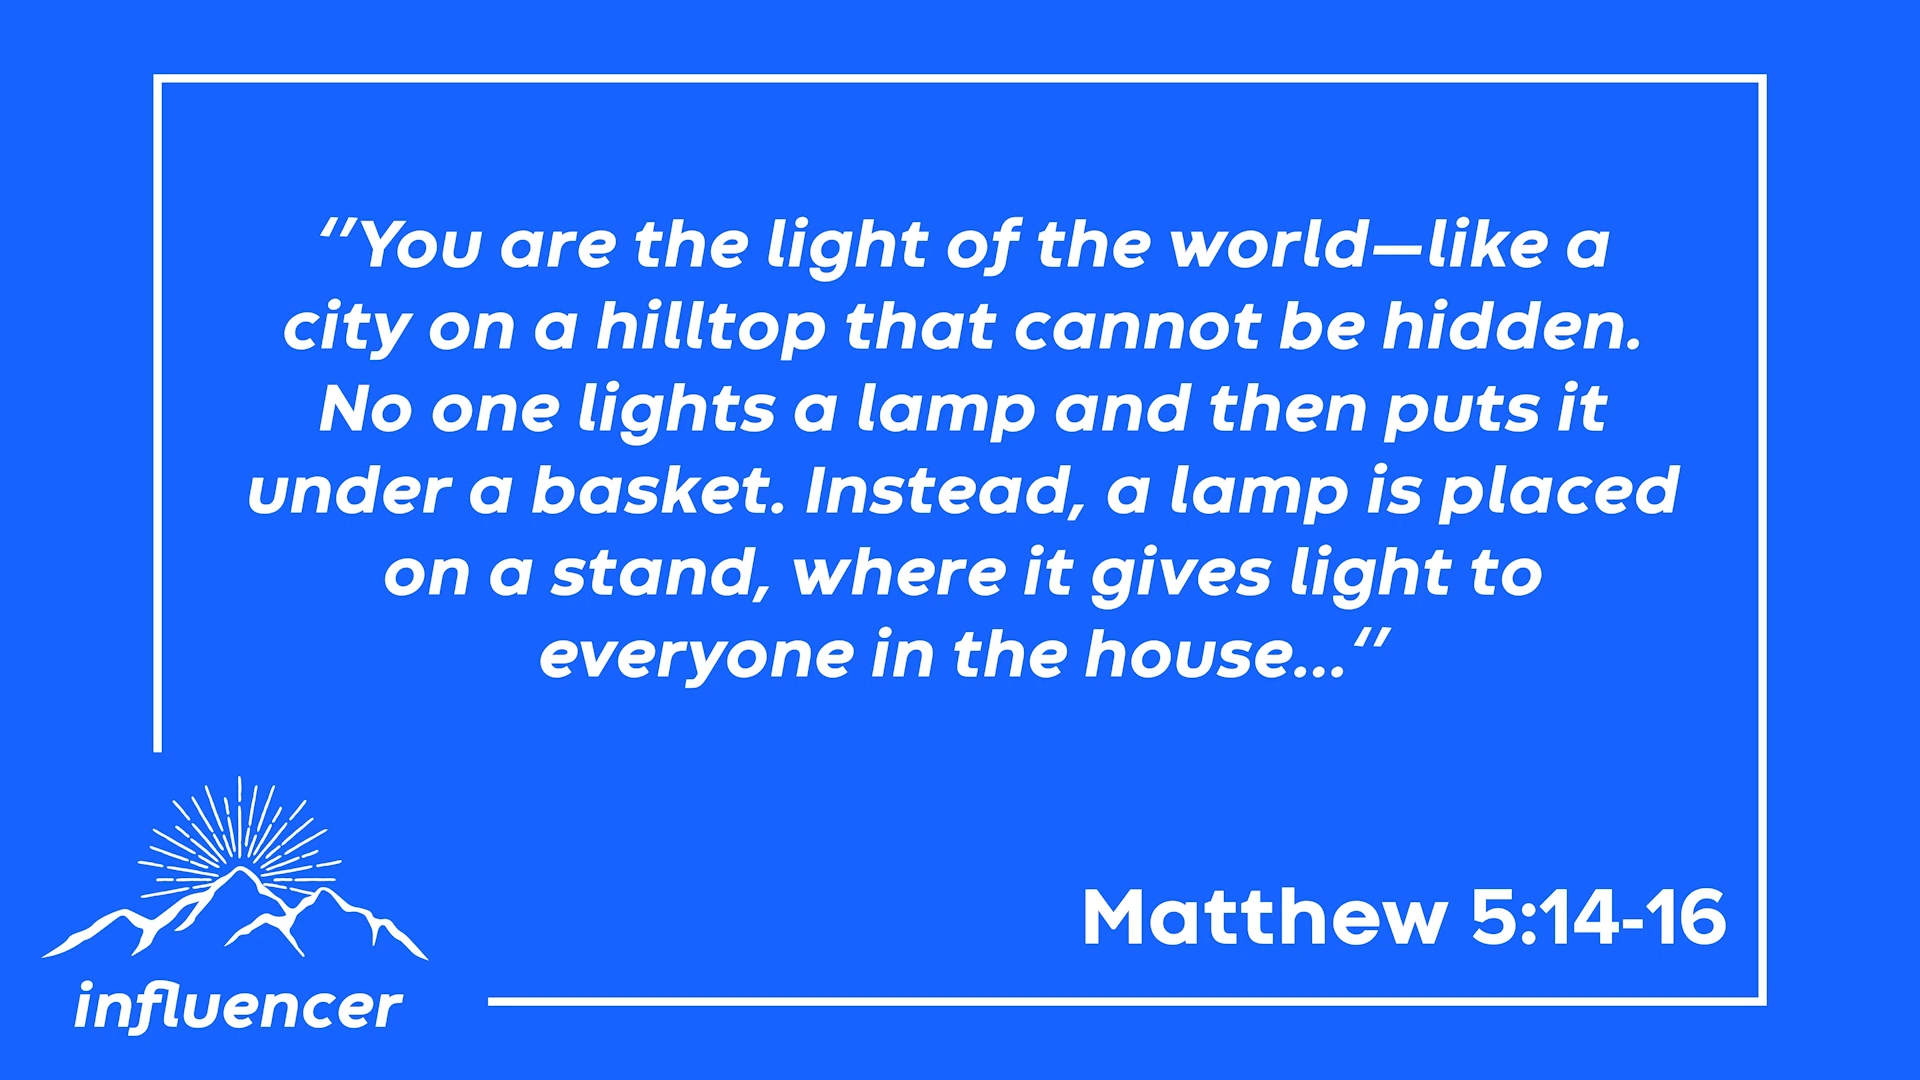 “You are the light of the world—like a
city on a hilltop that cannot be hidden.
No one lights a lamp and then puts it
under a basket. Instead, a lamp is placed
on a stand, where it gives light to
everyone in the house...”
Matthew 5:14-16
influencer